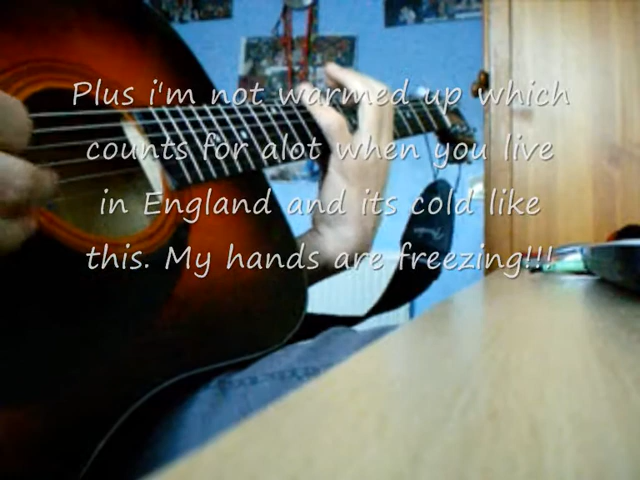 Plus i'm not warmed up which
counts for alot when you live
in England and its cold like
this. My hands are freezing!!!